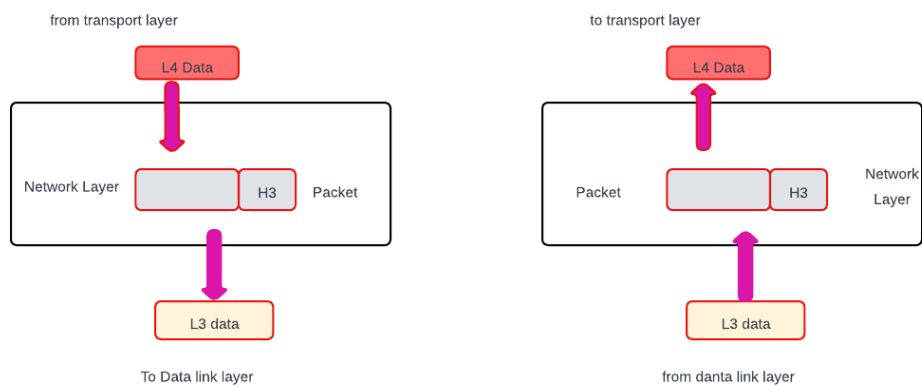 from transport layer
L4 Data
Network Layer
H3
Packet
L3 data
To Data link layer
to transport layer
L4 Data
Packet
H3
Network
Layer
L3 data
from danta link layer